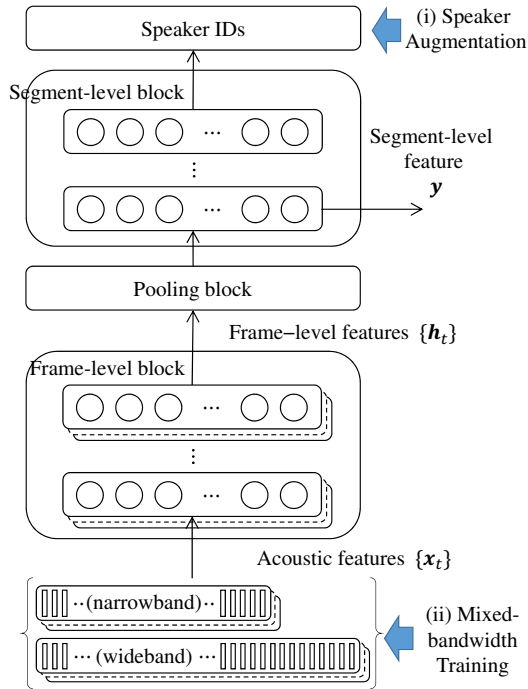 Speaker IDs
(i) Speaker
Augmentation
Segment-level block
...
...
Segment-level
feature
y
...
Pooling block
Frame–level features {h_t}
Frame-level block
...
...
...
Acoustic features {x_t}
..(narrowband)..
... (wideband) ...
(ii) Mixed-
bandwidth
Training